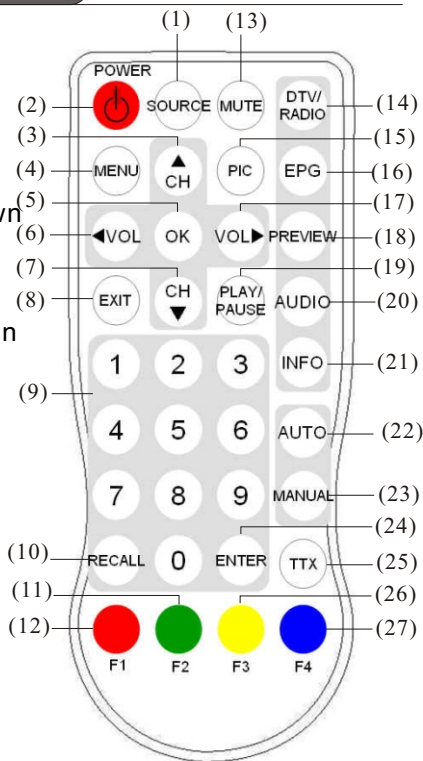 (1) (13)
POWER
(2) SOURCE MUTE DTV/ RADIO (14)
(3) (15)
(4) MENU ▲ CH PIC EPG (16)
(5) (17)
wn
(6) ◀VOL OK VOL▶ PREVIEW (18)
(7) (19)
(8) EXIT CH ▼ PLAY/ PAUSE AUDIO (20)
n
1 2 3 INFO (21)
(9)
4 5 6 AUTO (22)
7 8 9 MANUAL (23)
(24)
(10) RECALL 0 ENTER TTX (25)
(11) (26)
(12) (27)
F1 F2 F3 F4